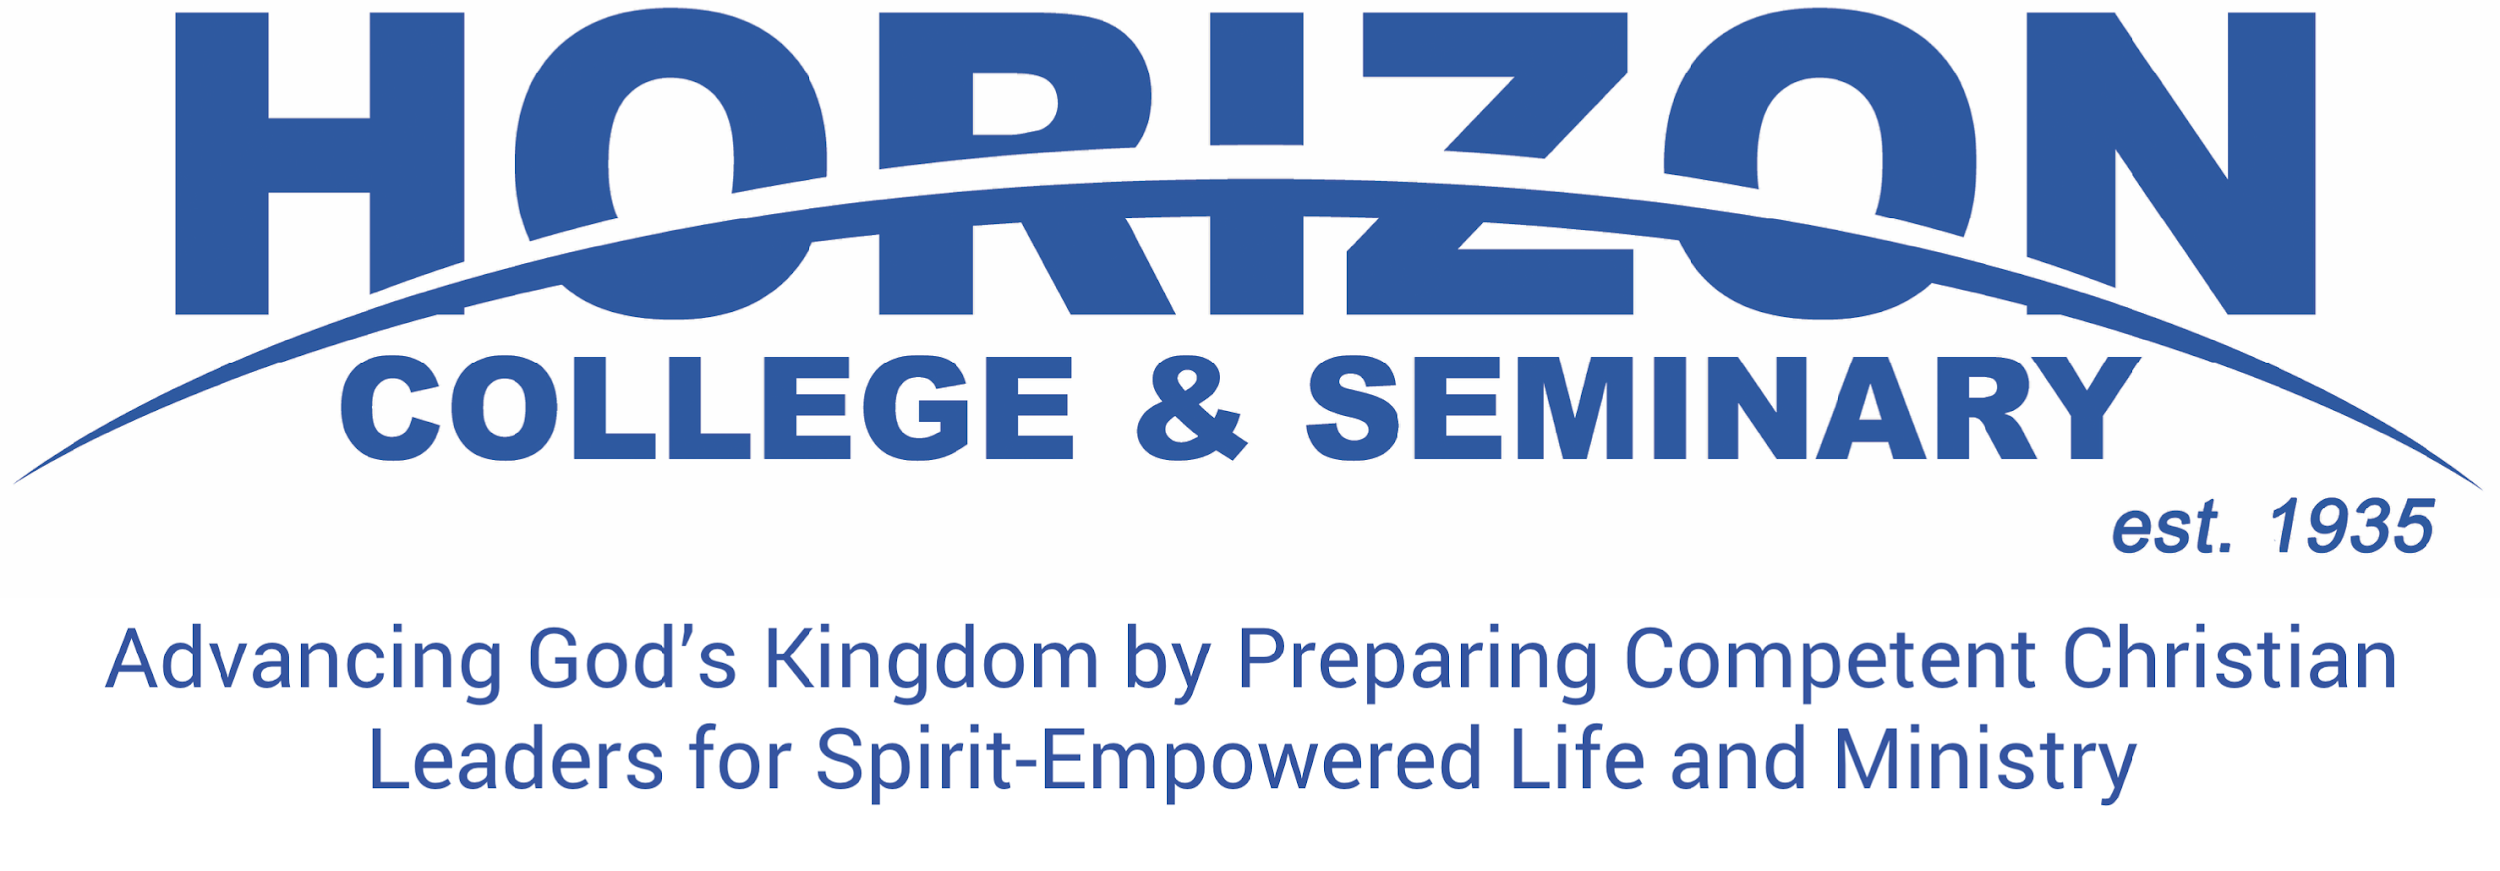 HORIZON
COLLEGE & SEMINARY
est. 1935
Advancing God’s Kingdom by Preparing Competent Christian
Leaders for Spirit-Empowered Life and Ministry